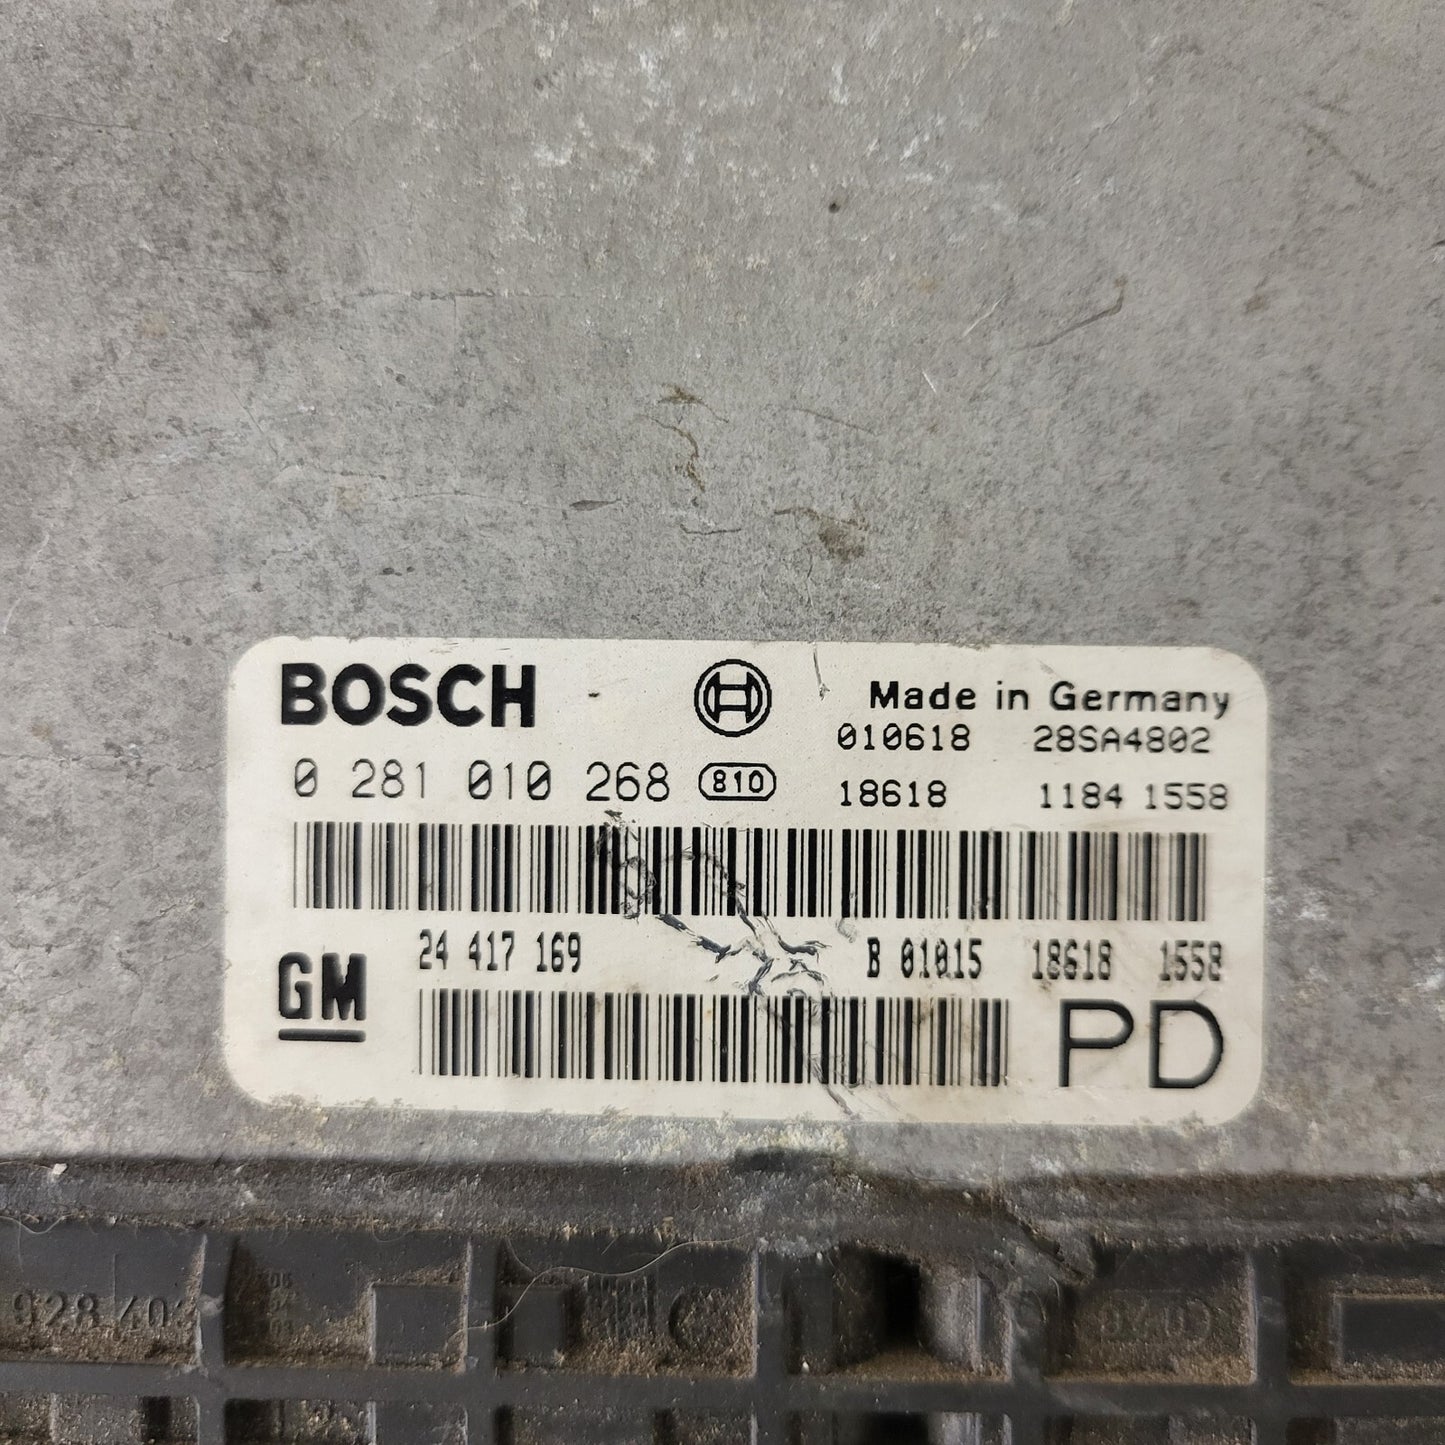 BOSCH
Made in Germany
010618 28SA4802
0 281 010 268 810 18618 1184 1558
24 417 169 B 01015 18618 1558
GM
PD